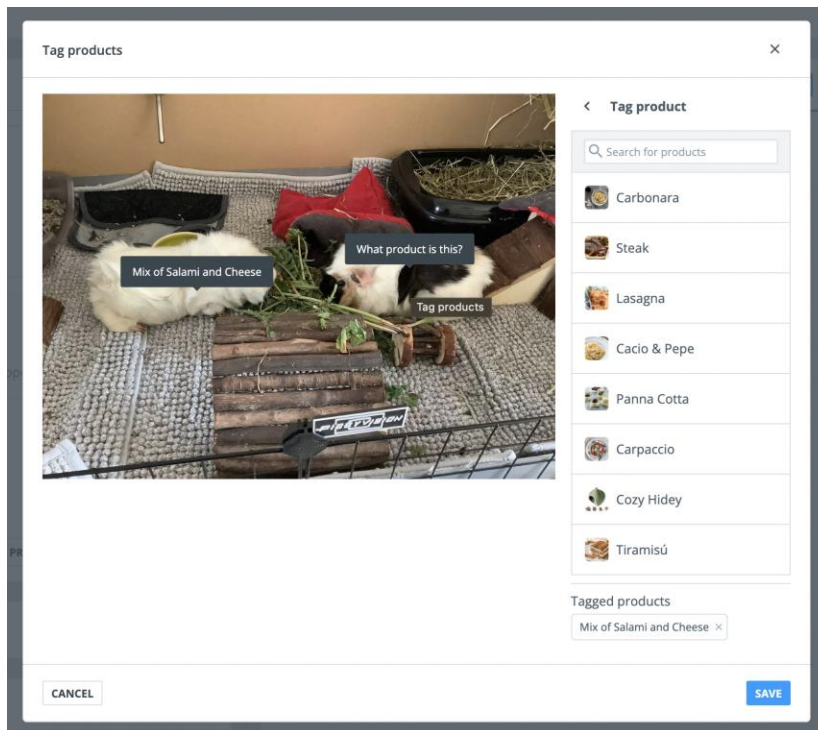 Tag products
Tag product
Search for products
What product is this?
Mix of Salami and Cheese
Tag products
Carbonara
Steak
Lasagna
Cacio & Pepe
Panna Cotta
Carpaccio
Cozy Hidey
Tiramisú
Tagged products
Mix of Salami and Cheese
CANCEL
SAVE